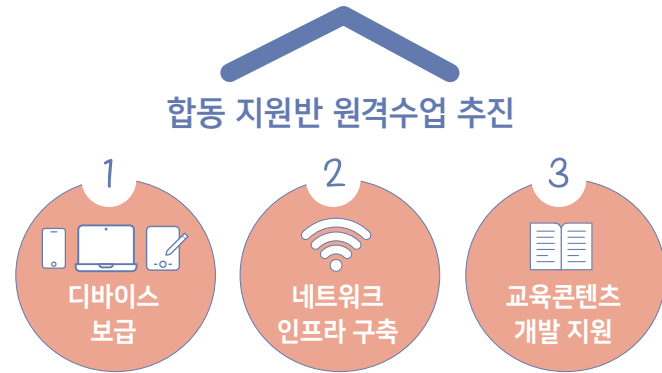 합동 지원반 원격수업 추진
1
디바이스
보급
2
네트워크
인프라 구축
3
교육콘텐츠
개발 지원